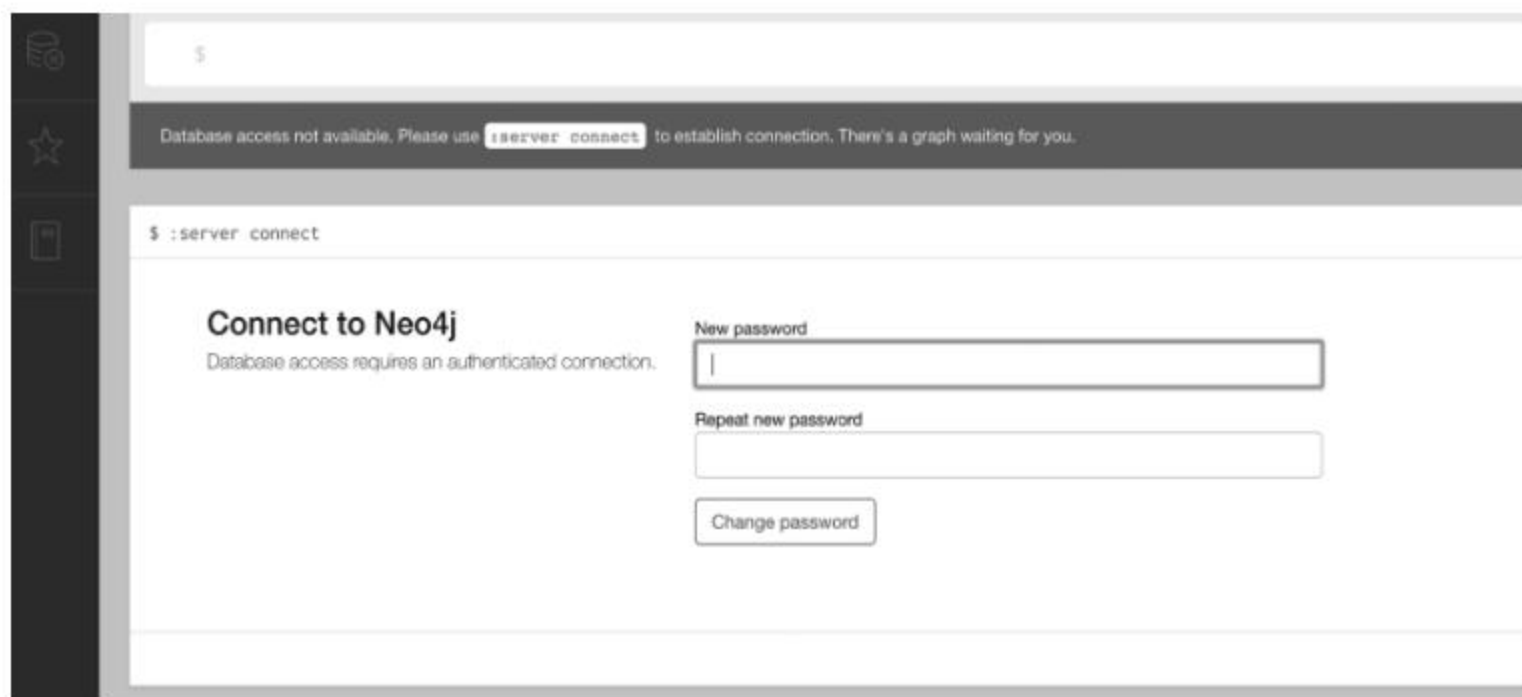 $
Database access not available. Please use :server connect to establish connection. There's a graph waiting for you.
$ :server connect
Connect to Neo4j
Database access requires an authenticated connection.
New password
Repeat new password
Change password